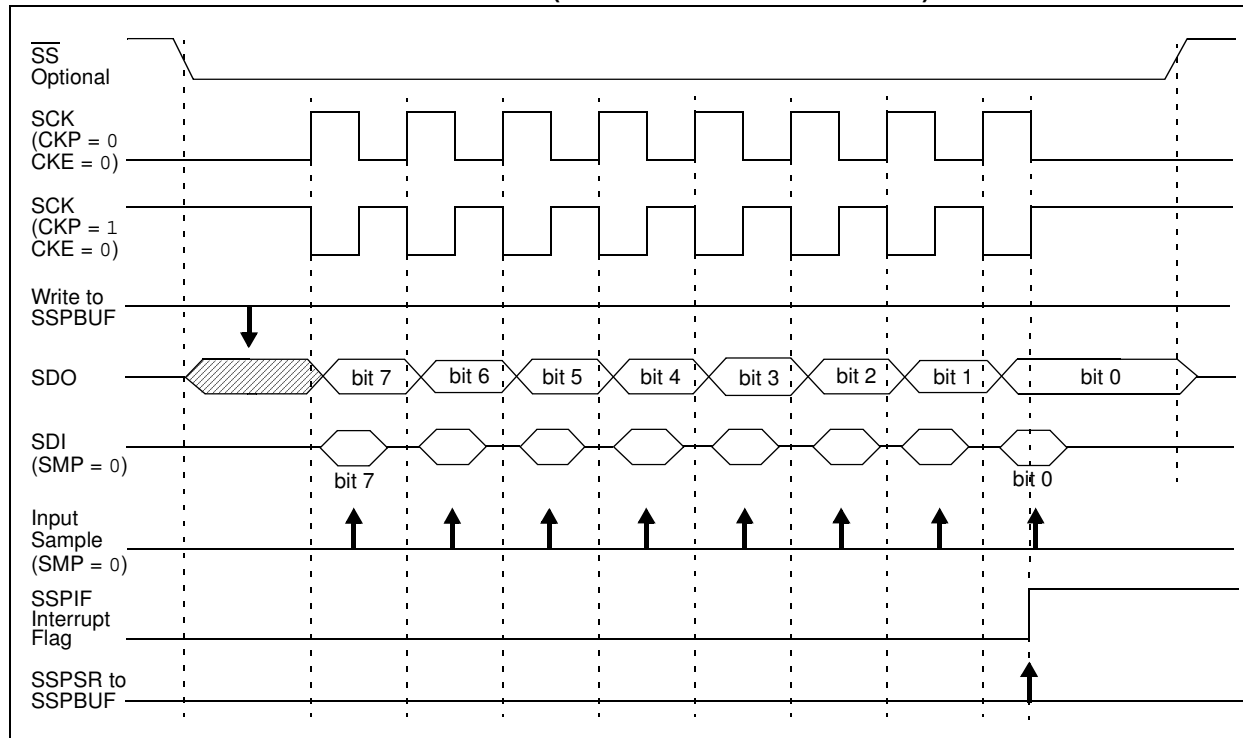 SS
Optional
SCK
(CKP = 0
CKE = 0)
SCK
(CKP = 1
CKE = 0)
Write to
SSPBUF
SDO
bit 7
bit 6
bit 5
bit 4
bit 3
bit 2
bit 1
bit 0
SDI
(SMP = 0)
bit 7
bit 0
Input
Sample
(SMP = 0)
SSPIF
Interrupt
Flag
SSPSR to
SSPBUF